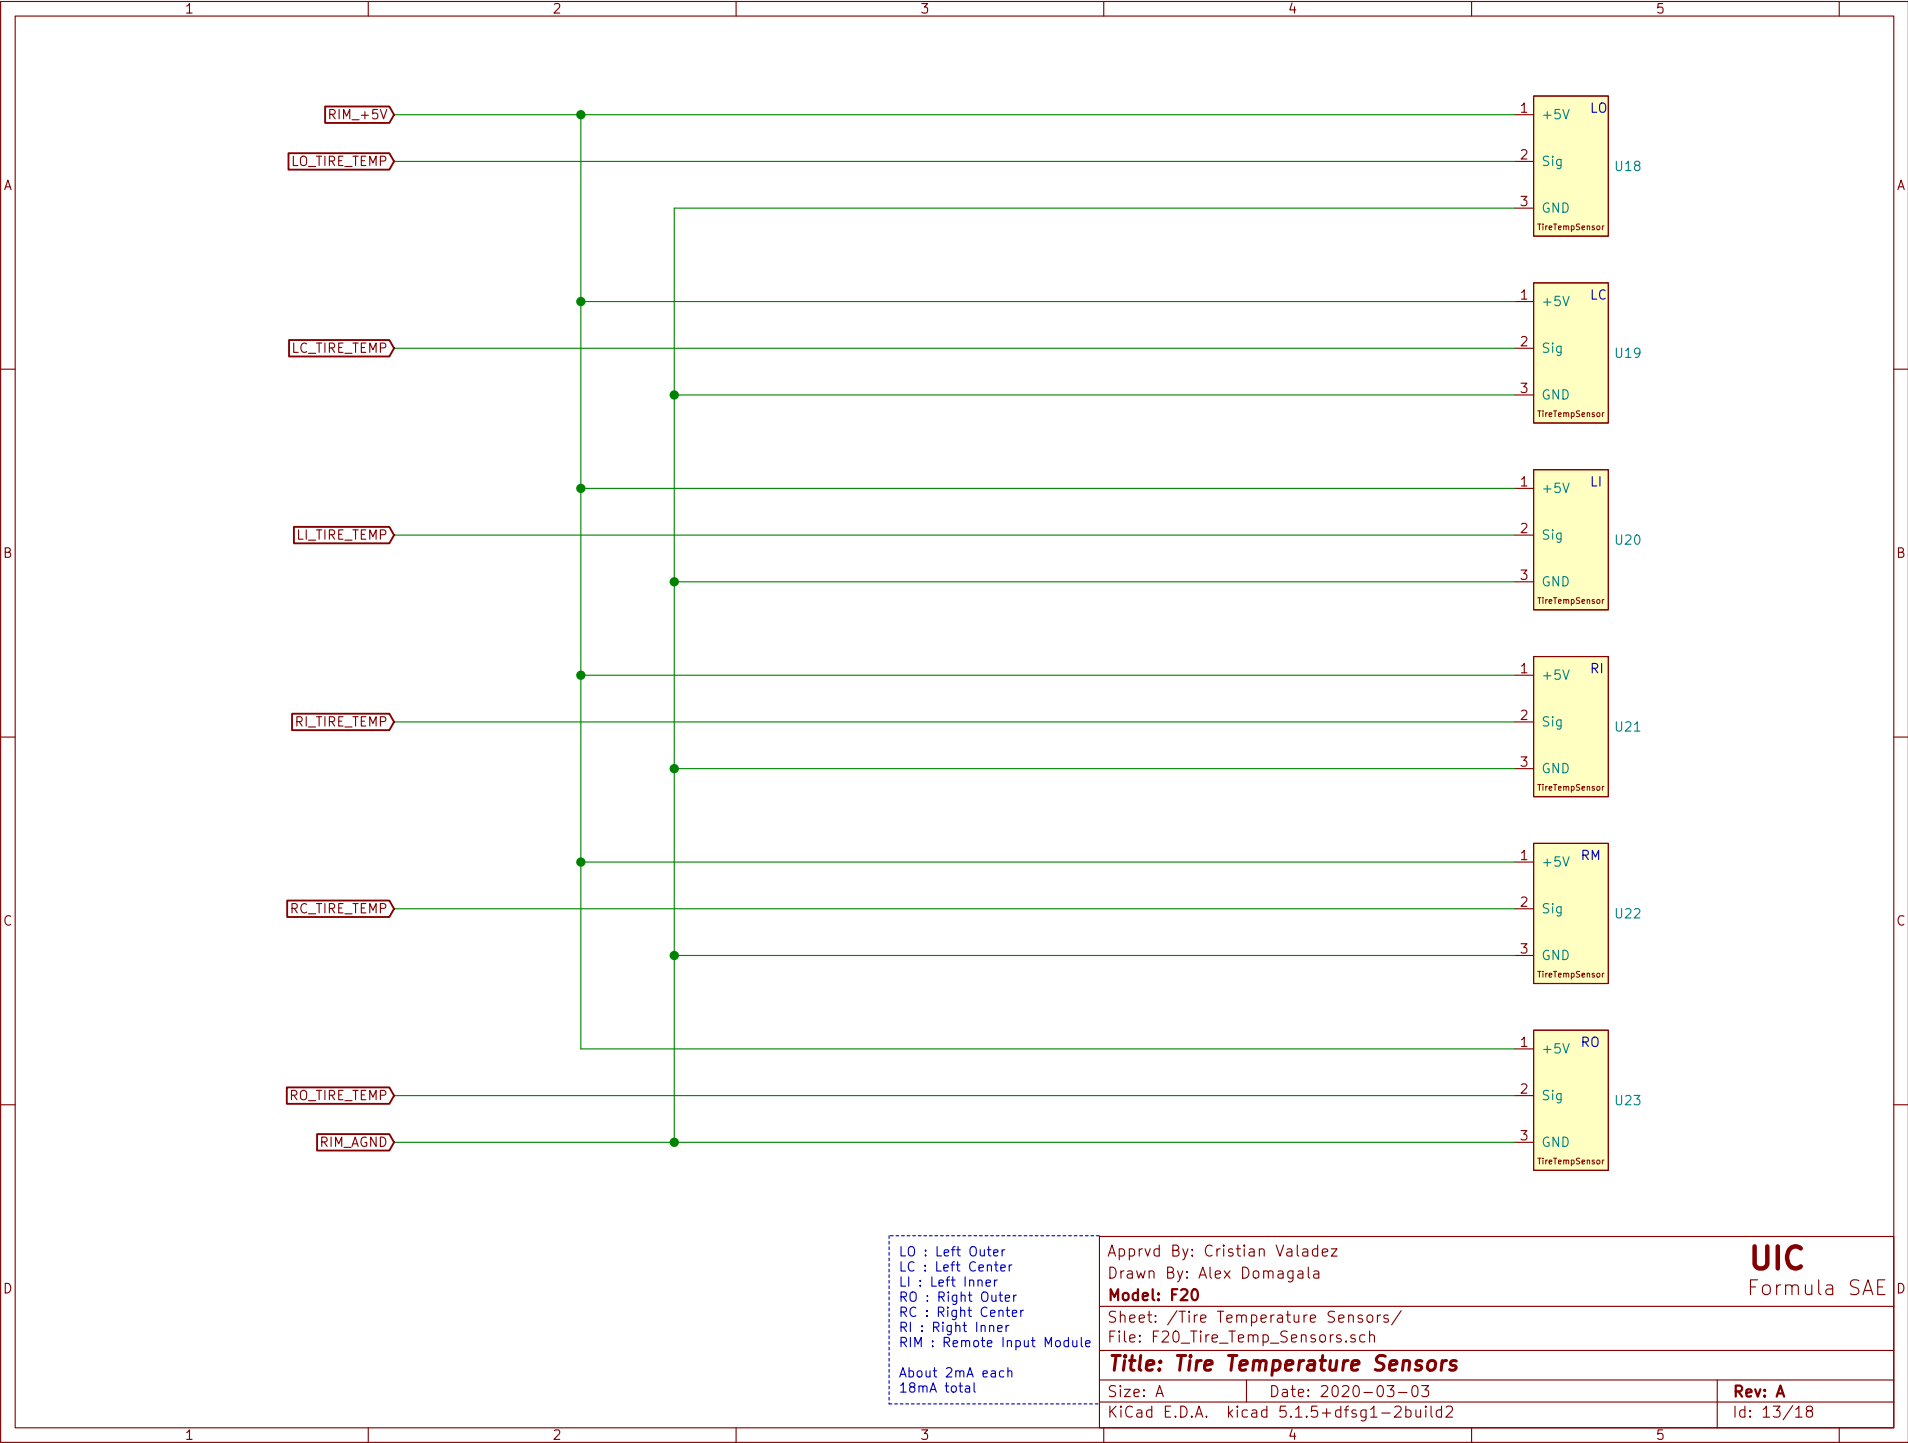 1 2 3 4 5
RIM_+5V
1 +5V LO
LO_TIRE_TEMP
2 Sig
U18
A A
3 GND
TireTempSensor
1 +5V LC
LC_TIRE_TEMP
2 Sig
U19
3 GND
TireTempSensor
1 +5V LI
LI_TIRE_TEMP
2 Sig
U20
B B
3 GND
TireTempSensor
1 +5V RI
RI_TIRE_TEMP
2 Sig
U21
3 GND
TireTempSensor
1 +5V RM
RC_TIRE_TEMP
2 Sig
U22
C C
3 GND
TireTempSensor
1 +5V RO
RO_TIRE_TEMP
2 Sig
U23
RIM_AGND
3 GND
TireTempSensor
LO : Left Outer
LC : Left Center
LI : Left Inner
RO : Right Outer
RC : Right Center
RI : Right Inner
RIM : Remote Input Module
About 2mA each
18mA total
Apprvd By: Cristian Valadez
Drawn By: Alex Domagala
Model: F20
UIC
Formula SAE
D D
Sheet: /Tire Temperature Sensors/
File: F20_Tire_Temp_Sensors.sch
Title: Tire Temperature Sensors
Size: A Date: 2020-03-03 Rev: A
KiCad E.D.A. kicad 5.1.5+dfsg1-2build2 Id: 13/18
1 2 3 4 5